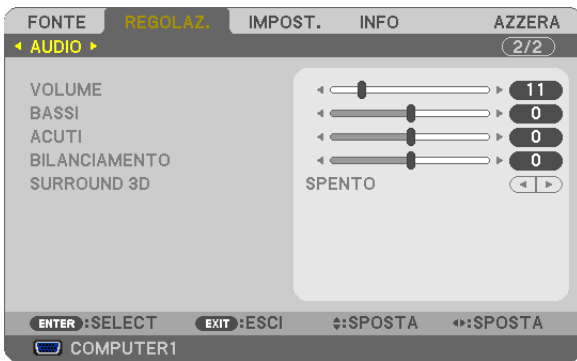 FONTE REGOLAZ. IMPOST. INFO AZZERA
AUDIO 2/2
VOLUME 11
BASSI 0
ACUTI 0
BILANCIAMENTO 0
SURROUND 3D SPENTO
ENTER :SELECT EXIT :ESCI :SPOSTA :SPOSTA
COMPUTER1